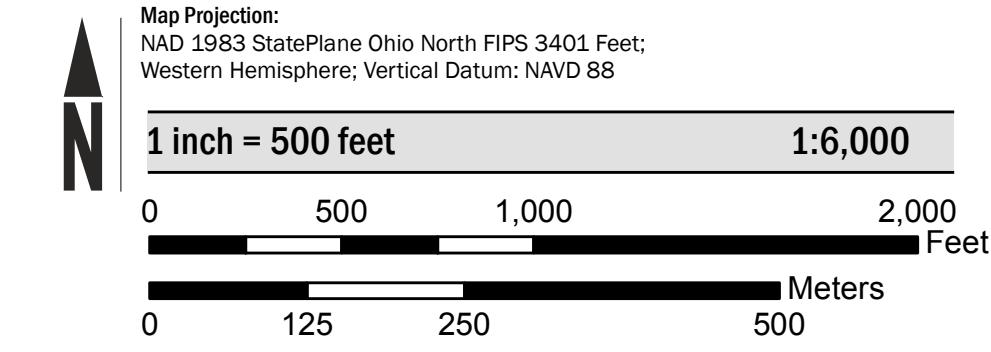 Map Projection:
NAD 1983 StatePlane Ohio North FIPS 3401 Feet;
Western Hemisphere; Vertical Datum: NAVD 88
N
1 inch = 500 feet 1:6,000
0 500 1,000 2,000
Feet
Meters
0 125 250 500